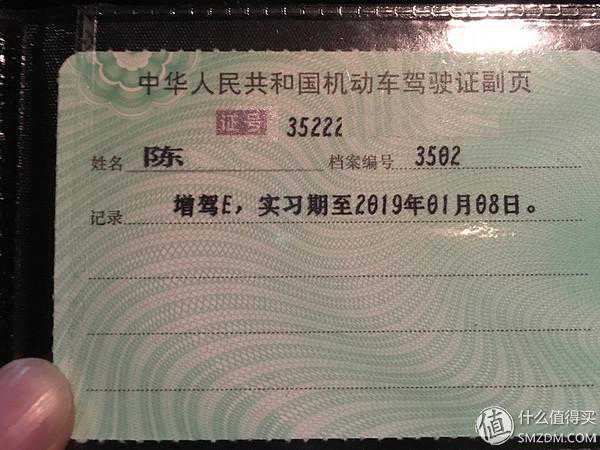 中华人民共和国机动车驾驶证副页
证号 35222
姓名 陈 档案编号 3502
记录 增驾E，实习期至2019年01月08日。
值 什么值得买
SMZDM.COM